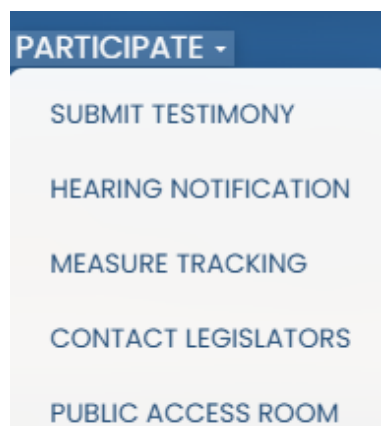 PARTICIPATE -
SUBMIT TESTIMONY
HEARING NOTIFICATION
MEASURE TRACKING
CONTACT LEGISLATORS
PUBLIC ACCESS ROOM